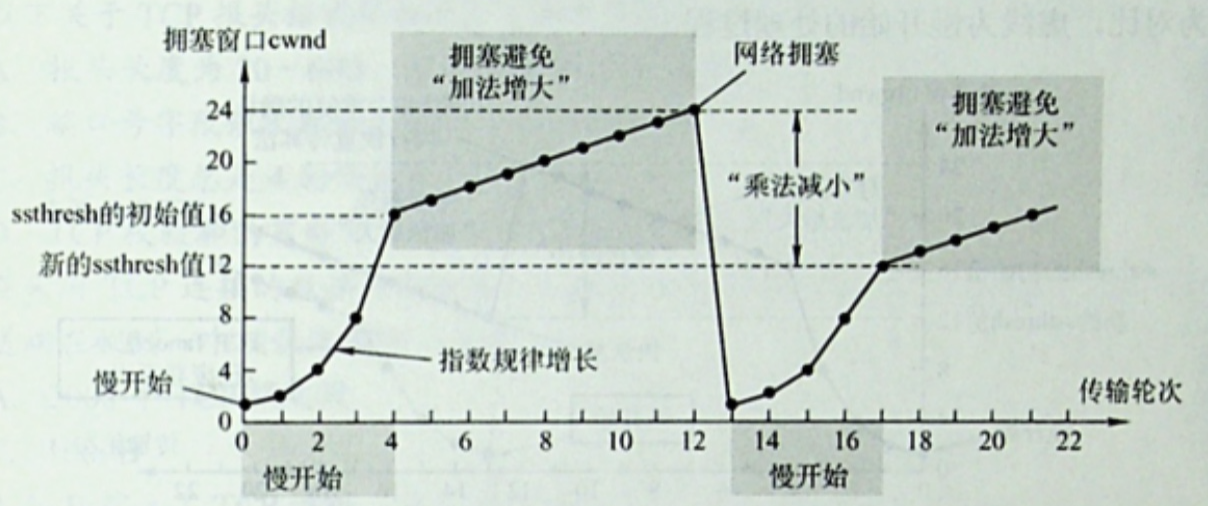 拥塞窗口cwnd
拥塞避免
“加法增大”
网络拥塞
拥塞避免
“加法增大”
24
20
“乘法减小”
ssthresh的初始值16
新的ssthresh值12
8
指数规律增长
4
慢开始
传输轮次
0
0 2 4 6 8 10 12 14 16 18 20 22
慢开始
慢开始